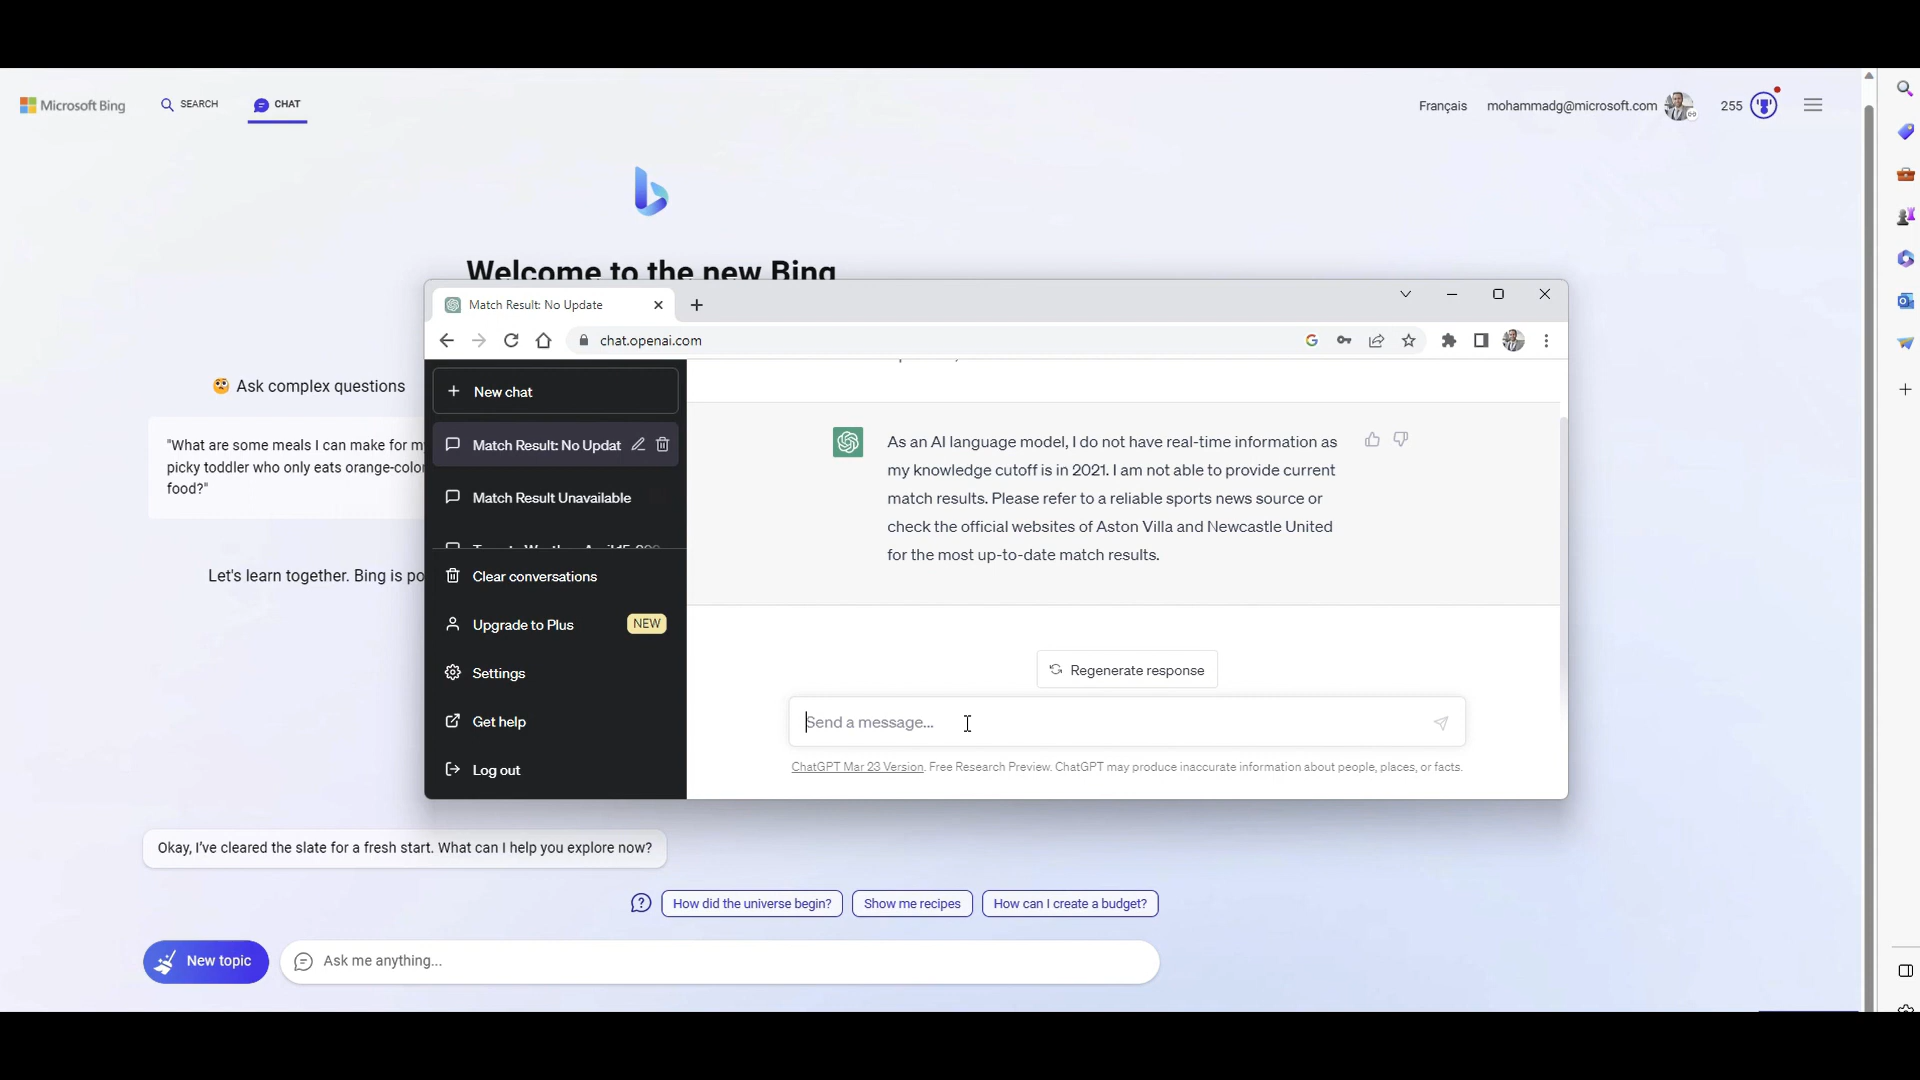 Microsoft Bing
SEARCH
CHAT
Français
mohammadg@microsoft.com
255
Welcome to the new Bing
Ask complex questions
"What are some meals I can make for
picky toddler who only eats orange-
food?"
Let's learn together. Bing is
Match Result: No Update
chat.openai.com
New chat
Match Result: No Updat
Match Result Unavailable
Clear conversations
Upgrade to Plus
NEW
Settings
Get help
Log out
As an AI language model, I do not have real-time information as
my knowledge cutoff is in 2021. I am not able to provide current
match results. Please refer to a reliable sports news source or
check the official websites of Aston Villa and Newcastle United
for the most up-to-date match results.
Regenerate response
Send a message...
ChatGPT Mar 23 Version. Free Research Preview. ChatGPT may produce inaccurate information about people, places, or facts.
Okay, I've cleared the slate for a fresh start. What can I help you explore now?
How did the universe begin?
Show me recipes
How can I create a budget?
New topic
Ask me anything...